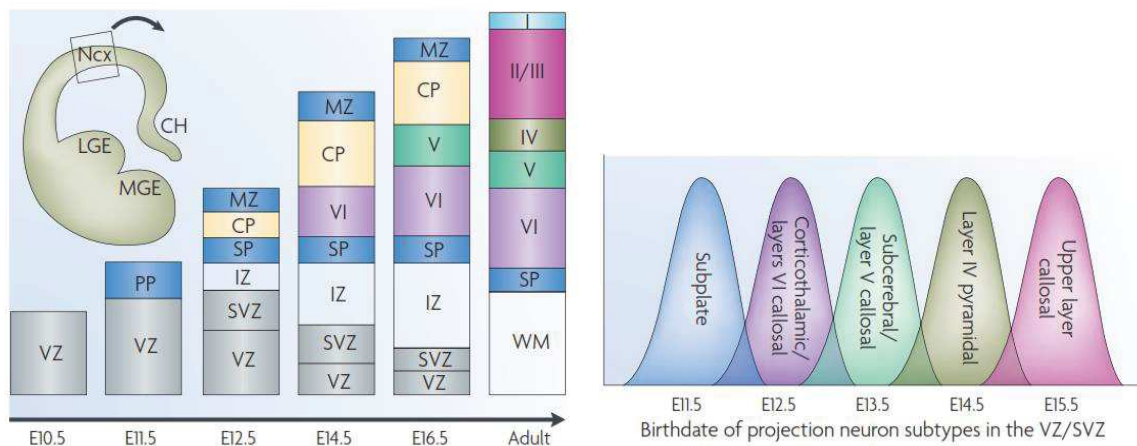 Ncx
LGE
CH
MGE
VZ
E10.5
PP
VZ
E11.5
MZ
CP
SP
IZ
SVZ
VZ
E12.5
MZ
CP
VI
SP
IZ
SVZ
VZ
E14.5
MZ
CP
V
VI
SP
IZ
SVZ
VZ
E16.5
I
II/III
IV
V
VI
SP
WM
Adult
Subplate
Corticothalamic/
layers VI callosal
Subcerebral/
layer V callosal
Layer IV pyramidal
Upper layer
callosal
E11.5 E12.5 E13.5 E14.5 E15.5
Birthdate of projection neuron subtypes in the VZ/SVZ